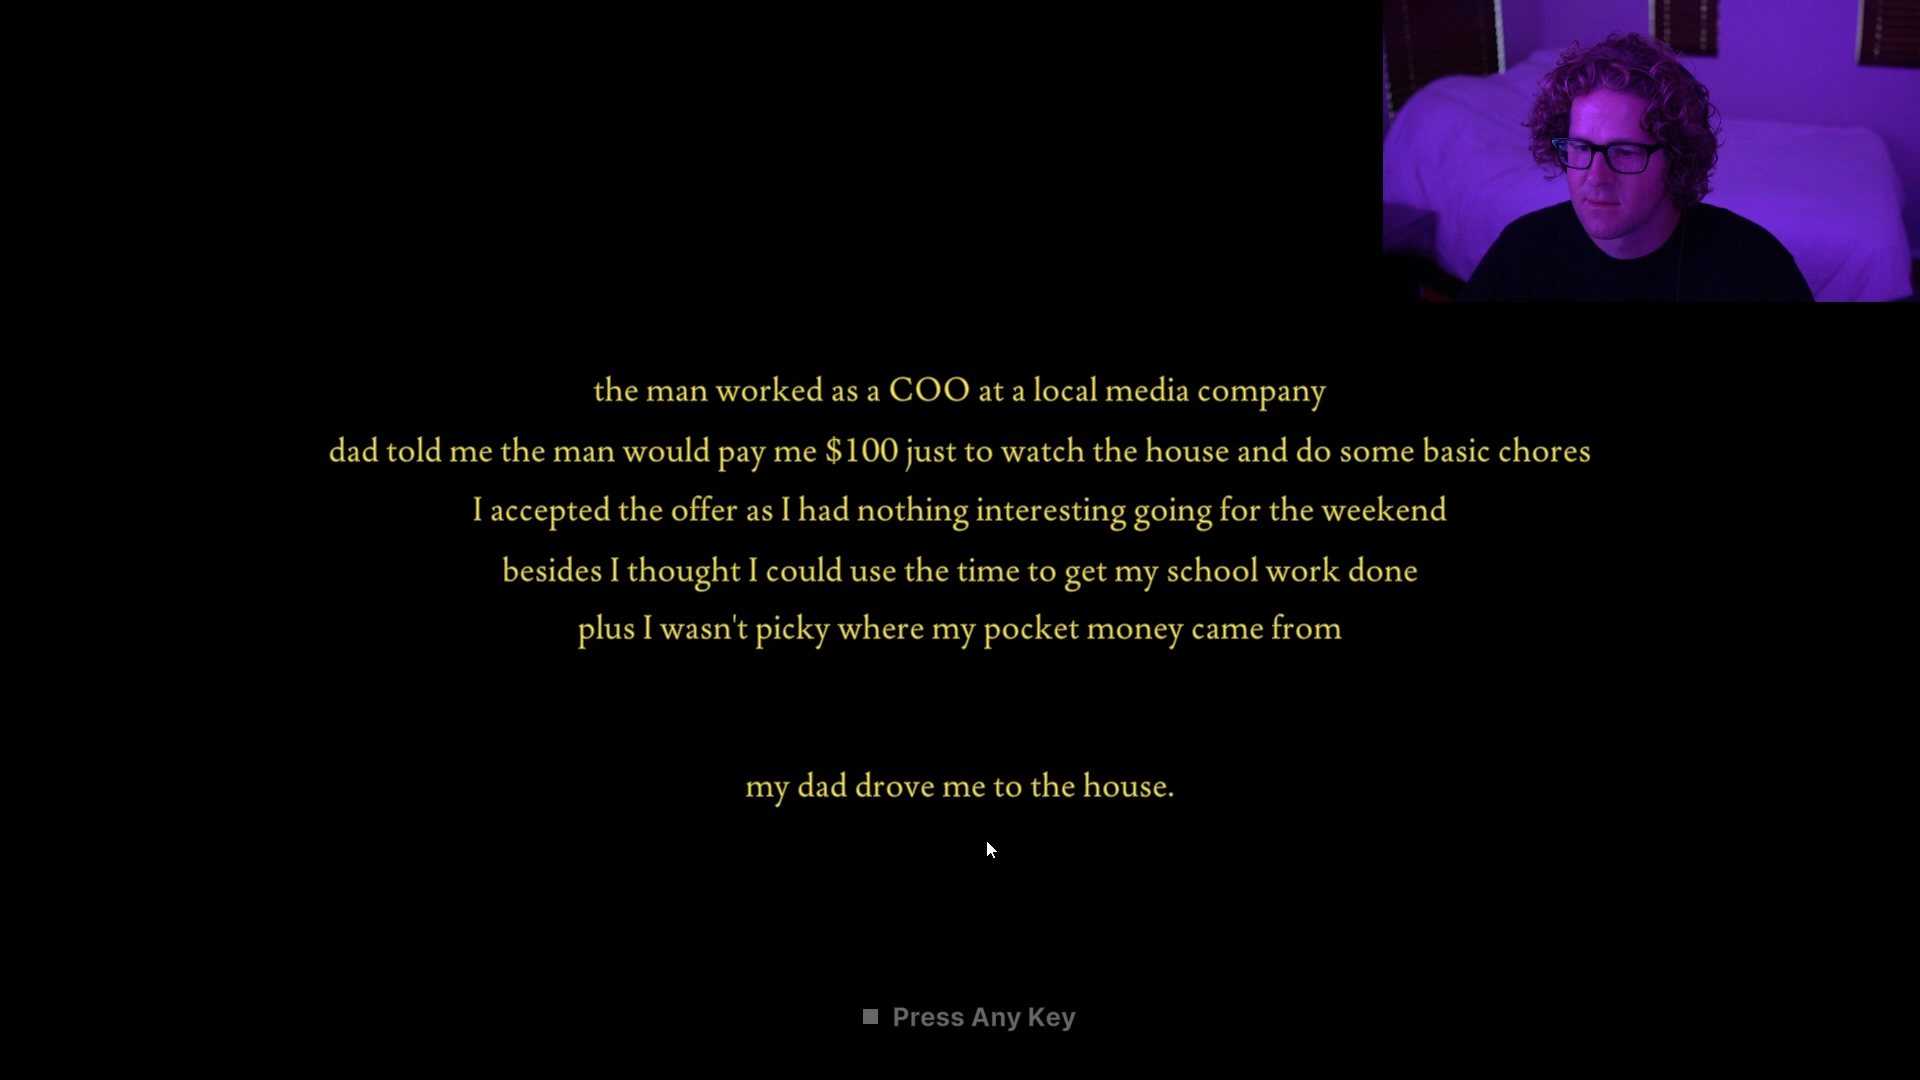 the man worked as a COO at a local media company
dad told me the man would pay me $100 just to watch the house and do some basic chores
I accepted the offer as I had nothing interesting going for the weekend
besides I thought I could use the time to get my school work done
plus I wasn't picky where my pocket money came from
my dad drove me to the house.
Press Any Key